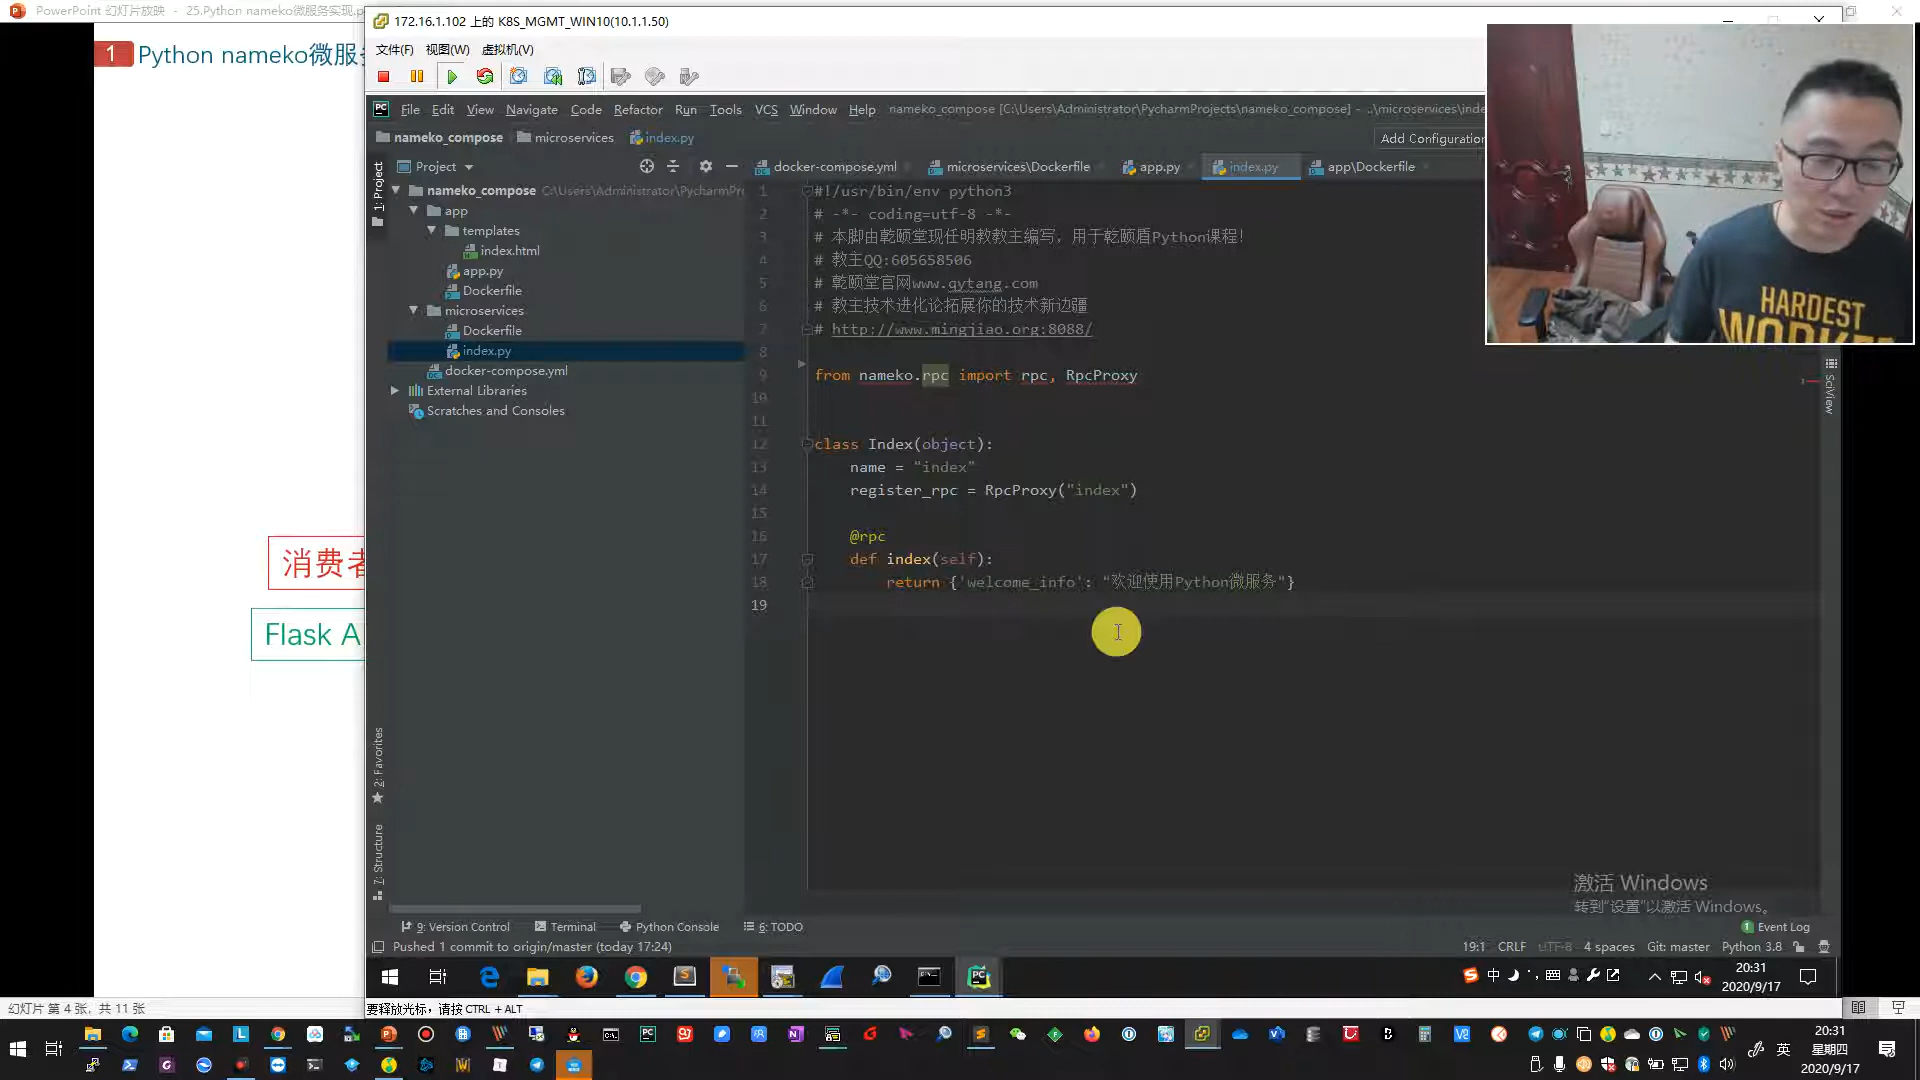 PowerPoint 幻灯片放映 - 25.Python nameko微服务实现.p
1 Python nameko微服务
消费者
Flask A
172.16.1.102 上的 K8S_MGMT_WIN10(10.1.1.50)
文件(F) 视图(W) 虚拟机(V)
File Edit View Navigate Code Refactor Run Tools VCS Window Help nameko_compose [C:\Users\Administrator\PycharmProjects\nameko_compose] - ..\microservices\inde
nameko_compose microservices index.py
Add Configuration
Project
docker-compose.yml microservices\Dockerfile app.py index.py app\Dockerfile
1: Project
nameko_compose C:\Users\Administrator\PycharmPr
app
templates
index.html
app.py
Dockerfile
microservices
Dockerfile
index.py
docker-compose.yml
External Libraries
Scratches and Consoles
2: Favorites
7: Structure
1 #!/usr/bin/env python3
2 # -*- coding=utf-8 -*-
3 # 本脚由乾颐堂现任明教教主编写，用于乾颐盾Python课程！
4 # 教主QQ:605658506
5 # 乾颐堂官网www.qytang.com
6 # 教主技术进化论拓展你的技术新边疆
7 # http://www.mingjiao.org:8088/
8
9 from nameko.rpc import rpc, RpcProxy
10
11
12 class Index(object):
13 name = "index"
14 register_rpc = RpcProxy("index")
15
16 @rpc
17 def index(self):
18 return {'welcome_info': "欢迎使用Python微服务"}
19
HARDEST
WORKER
SciView
激活 Windows
转到"设置"以激活 Windows。
9: Version Control Terminal Python Console 6: TODO
1 Event Log
Pushed 1 commit to origin/master (today 17:24)
19:1 CRLF UTF-8 4 spaces Git: master Python 3.8
中
20:31
2020/9/17
幻灯片 第 4 张，共 11 张
要释放光标，请按 CTRL + ALT
英
20:31
星期四
2020/9/17